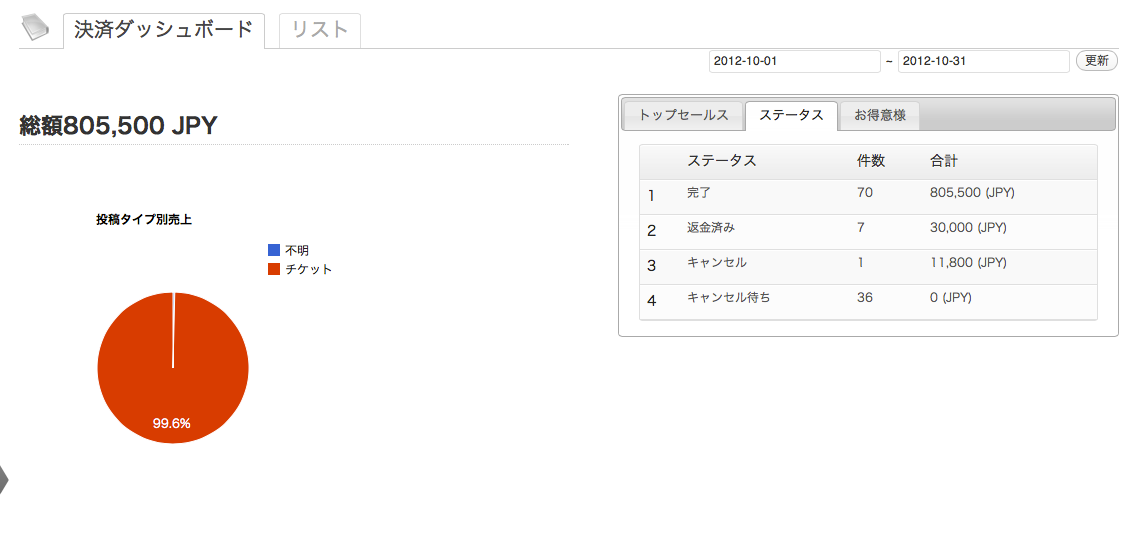 決済ダッシュボード リスト
2012-10-01 ~ 2012-10-31 更新
総額805,500 JPY
投稿タイプ別売上
不明
チケット
99.6%
トップセールス ステータス お得意様
ステータス 件数 合計
1 完了 70 805,500 (JPY)
2 返金済み 7 30,000 (JPY)
3 キャンセル 1 11,800 (JPY)
4 キャンセル待ち 36 0 (JPY)